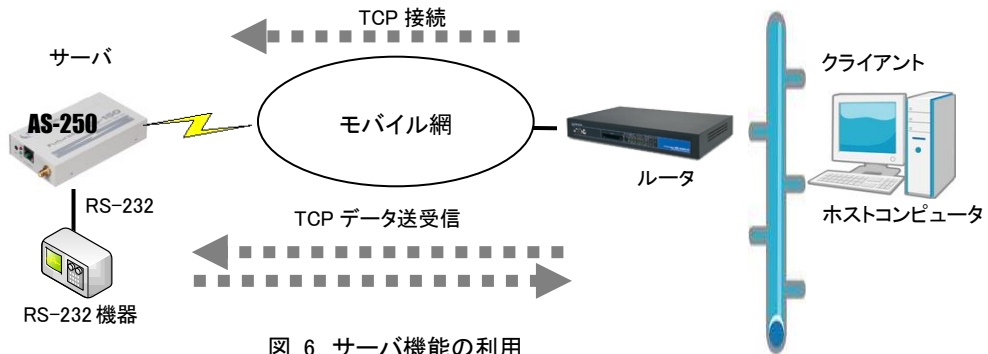 TCP 接続
サーバ
クライアント
AS-250
モバイル網
ルータ
ホストコンピュータ
RS-232
TCP データ送受信
RS-232 機器
図 6 サーバ機能の利用